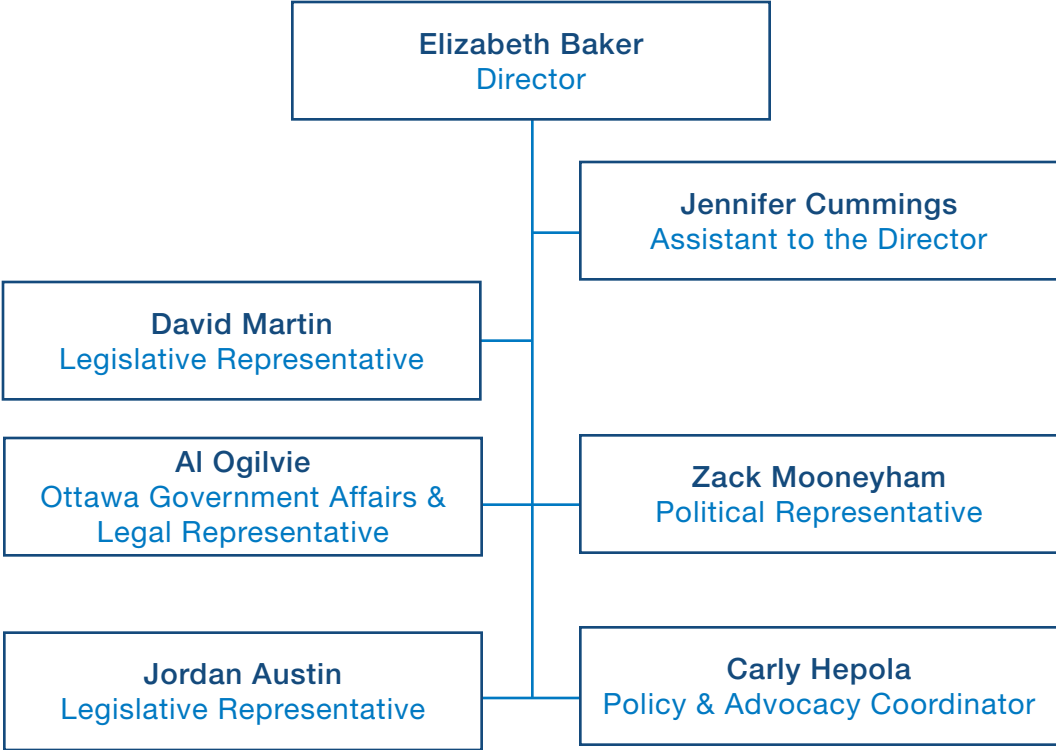 Elizabeth Baker
Director
Jennifer Cummings
Assistant to the Director
David Martin
Legislative Representative
Al Ogilvie
Ottawa Government Affairs &
Legal Representative
Zack Mooneyham
Political Representative
Jordan Austin
Legislative Representative
Carly Hepola
Policy & Advocacy Coordinator